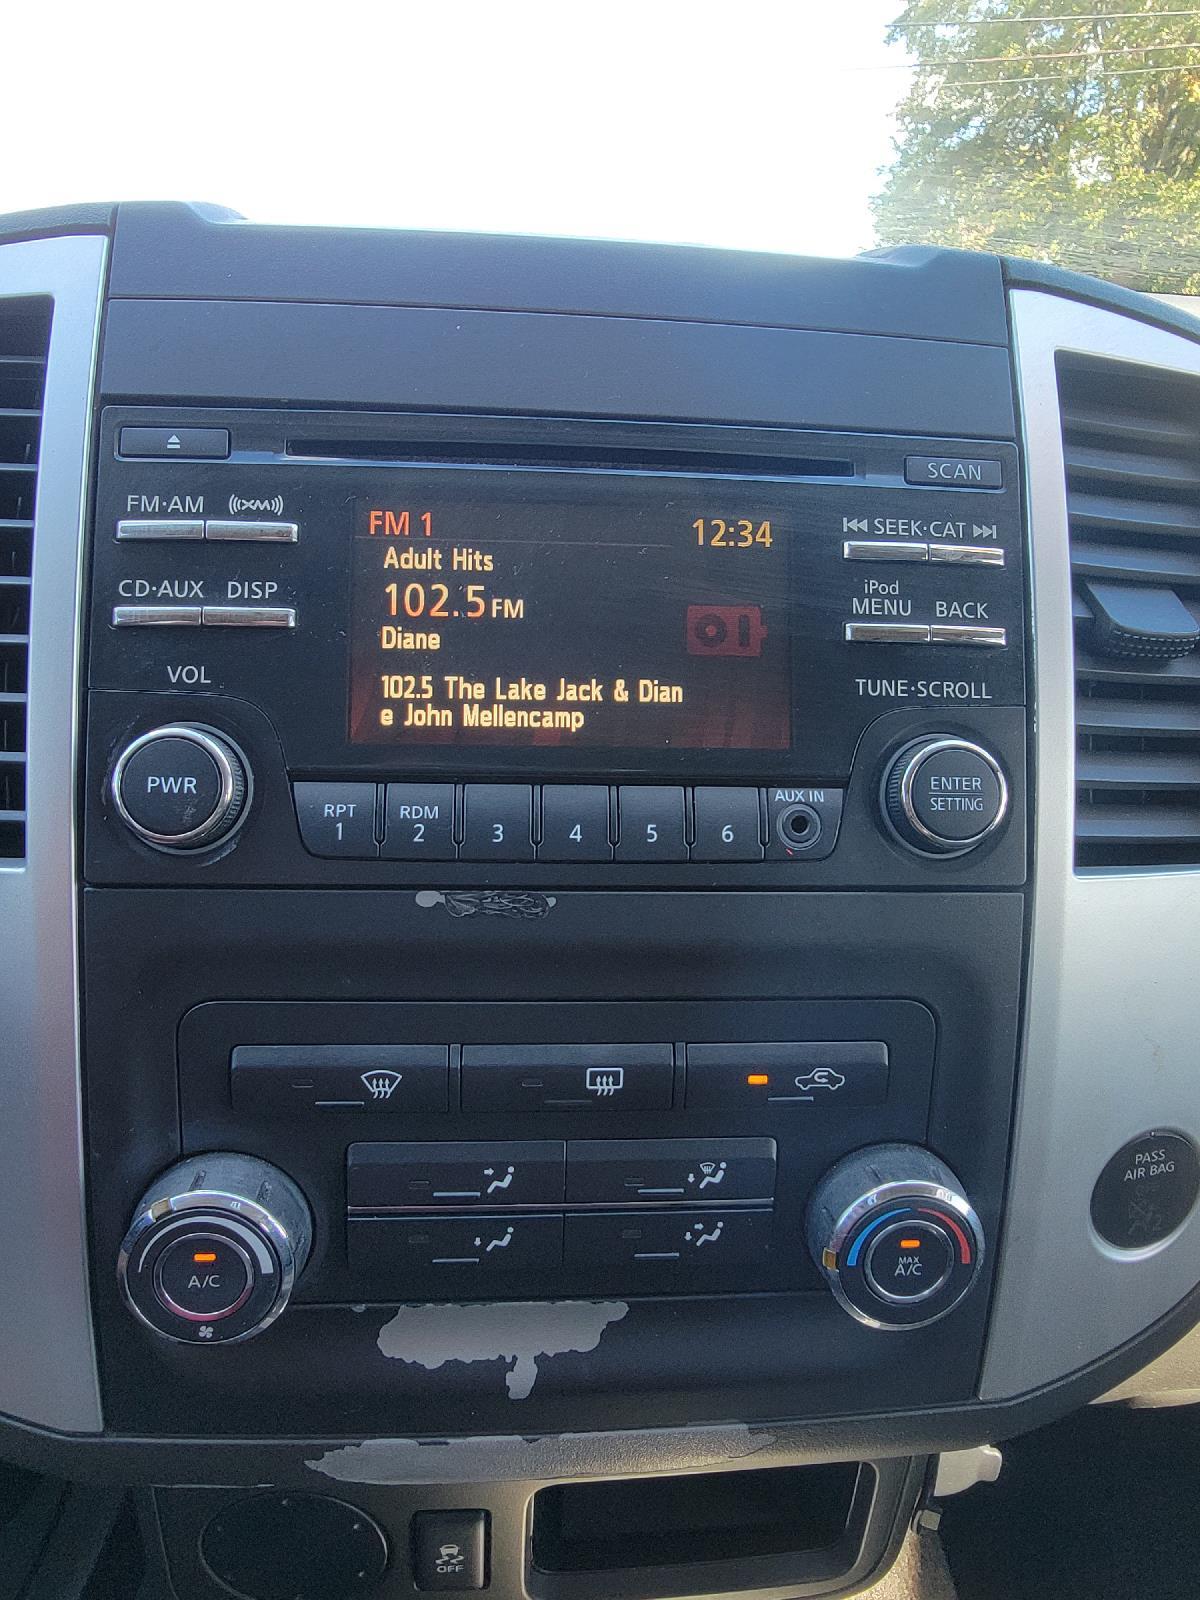 SCAN
FM·AM (((XM)))
FM 1
12:34
SEEK·CAT
Adult Hits
CD·AUX DISP
102.5 FM
iPod
MENU BACK
Diane
VOL
102.5 The Lake Jack & Dian
e John Mellencamp
TUNE·SCROLL
PWR
ENTER
SETTING
RPT
1
RDM
2
3
4
5
6
AUX IN
PASS
AIR BAG
A/C
MAX
A/C
OFF